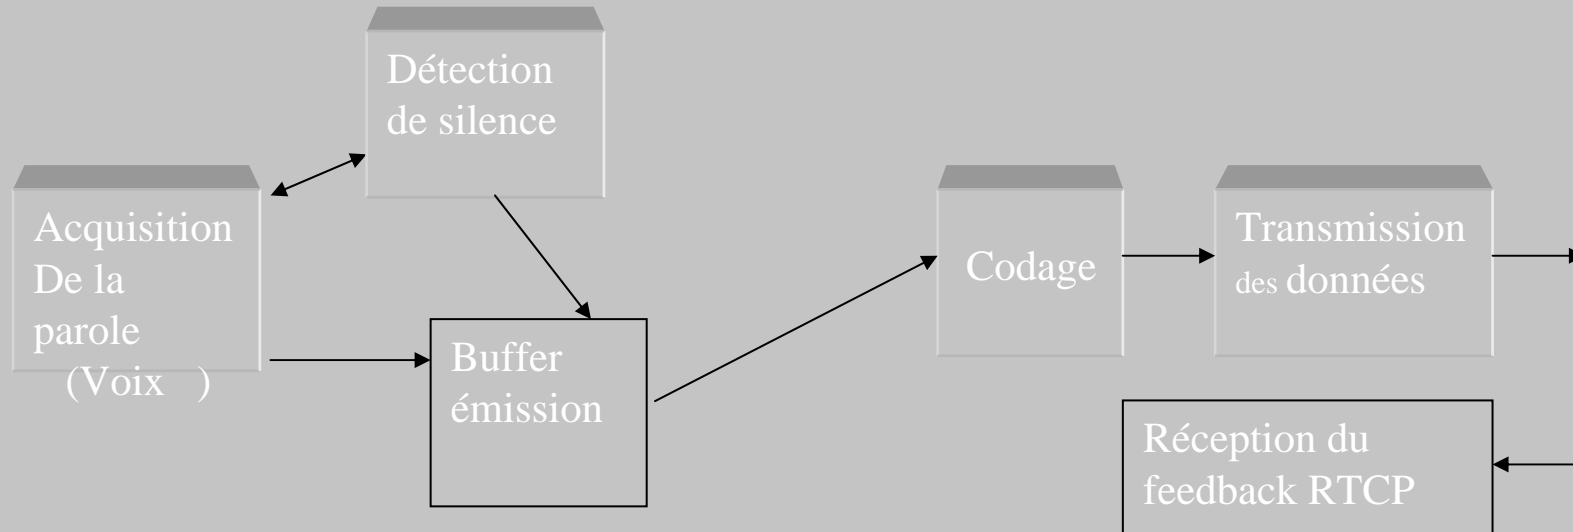 Détection
de silence
Acquisition
De la
parole
(Voix )
Buffer
émission
Codage
Transmission
des données
Réception du
feedback RTCP